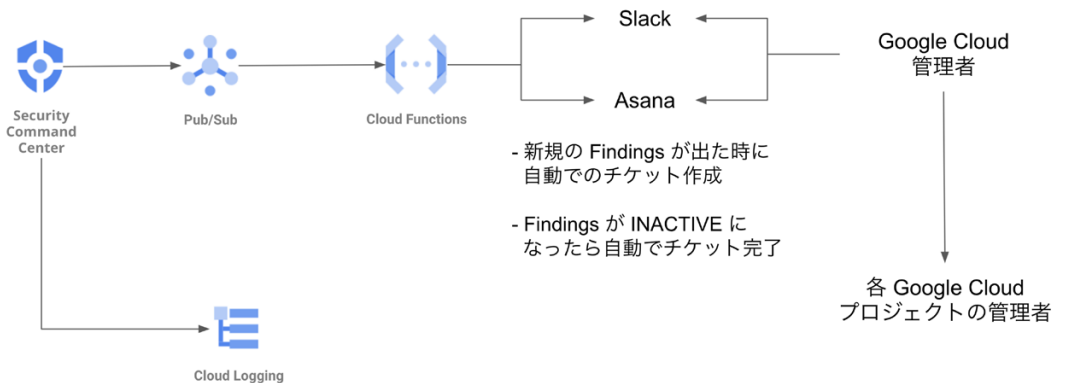 Slack
Google Cloud
管理者
Security
Command
Center
Pub/Sub
Cloud Functions
Asana
- 新規の Findings が出た時に
自動でのチケット作成
- Findings が INACTIVE に
なったら自動でチケット完了
各 Google Cloud
プロジェクトの管理者
Cloud Logging